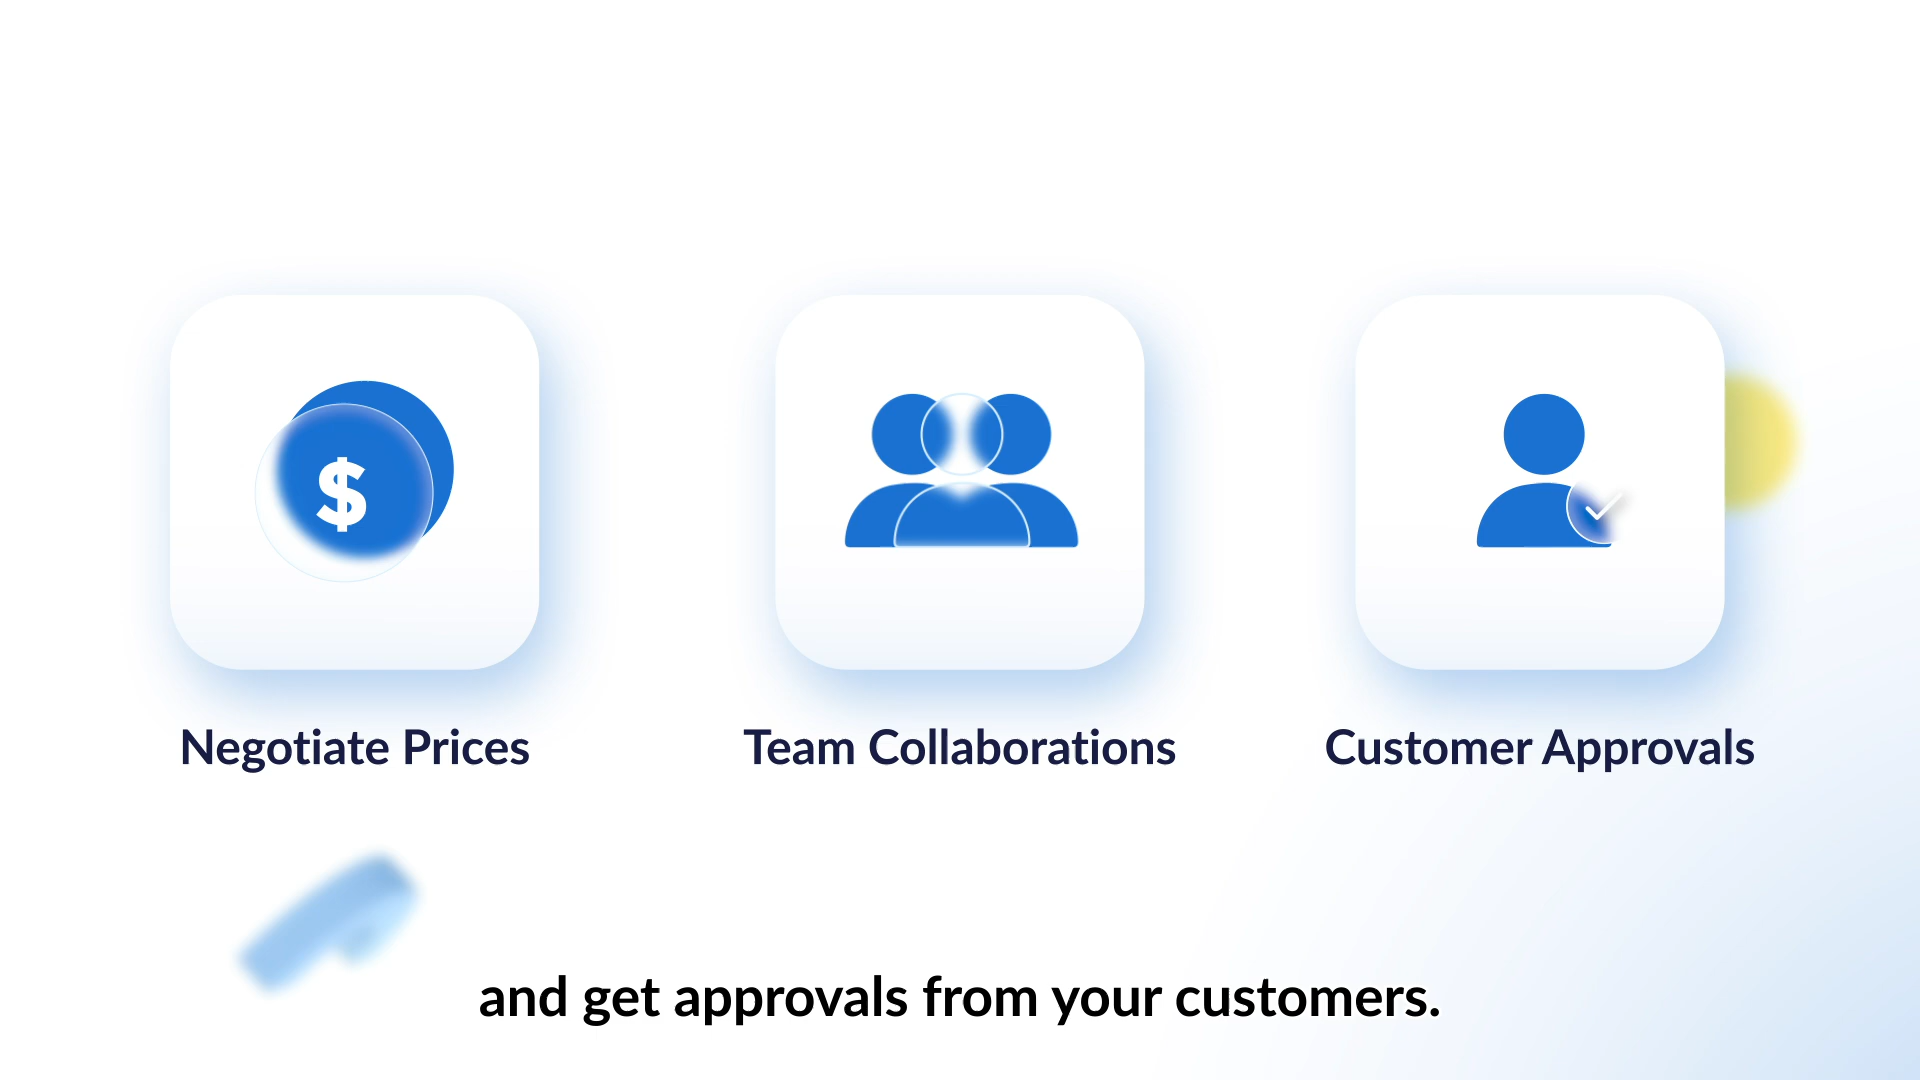 $
Negotiate Prices
Team Collaborations
Customer Approvals
and get approvals from your customers.